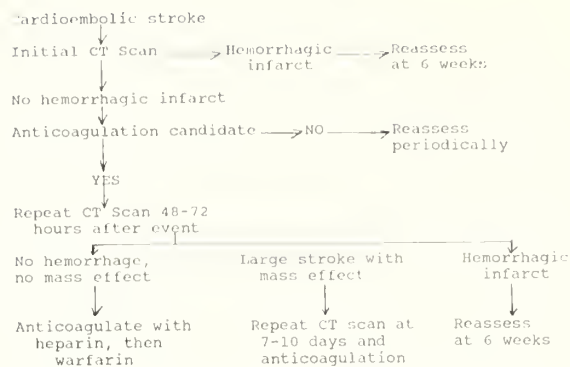 Cardioembolic stroke
Initial CT Scan
Hemorrhagic
infarct
Reassess
at 6 weeks
No hemorrhagic infarct
Anticoagulation candidate
NO
Reassess
periodically
YES
Repeat CT Scan 48-72
hours after event
No hemorrhage,
no mass effect
Large stroke with
mass effect
Hemorrhagic
infarct
Anticoagulate with
heparin, then
warfarin
Repeat CT scan at
7-10 days and
anticoagulation
Reassess
at 6 weeks